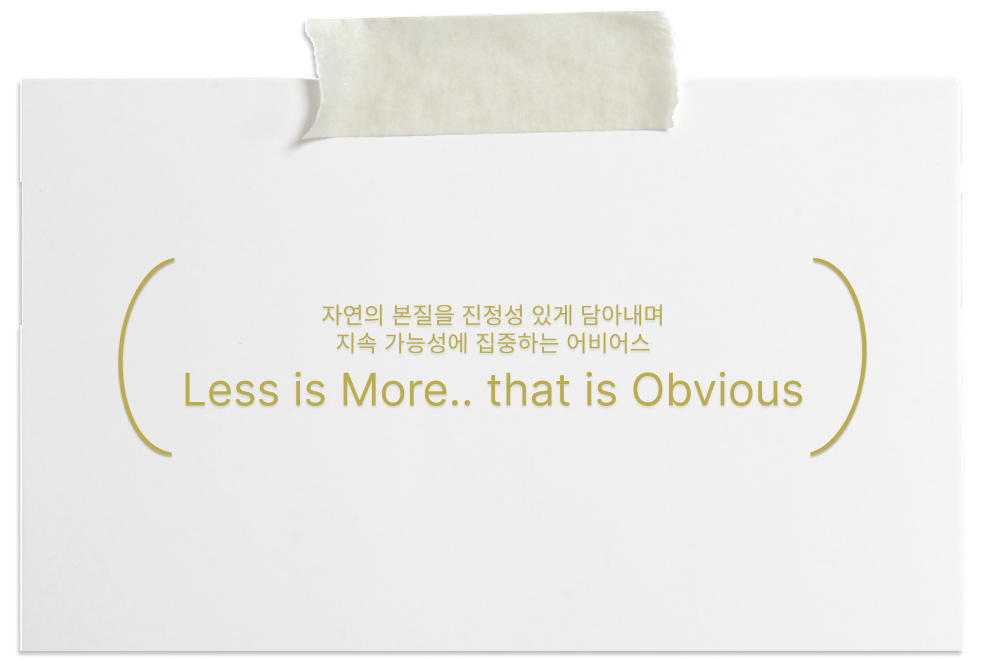 자연의 본질을 진정성 있게 담아내며
지속 가능성에 집중하는 어비어스
Less is More.. that is Obvious